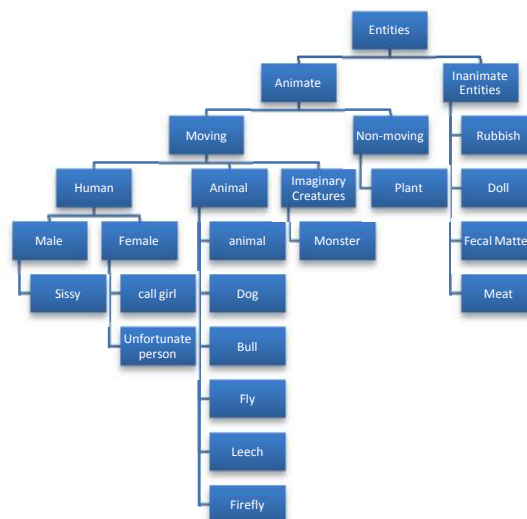 Entities
Animate
Inanimate
Entities
Moving
Non-moving
Rubbish
Human
Animal
Imaginary
Creatures
Plant
Doll
Male
Female
animal
Monster
Fecal Matte
Sissy
call girl
Dog
Meat
Unfortunate
person
Bull
Fly
Leech
Firefly